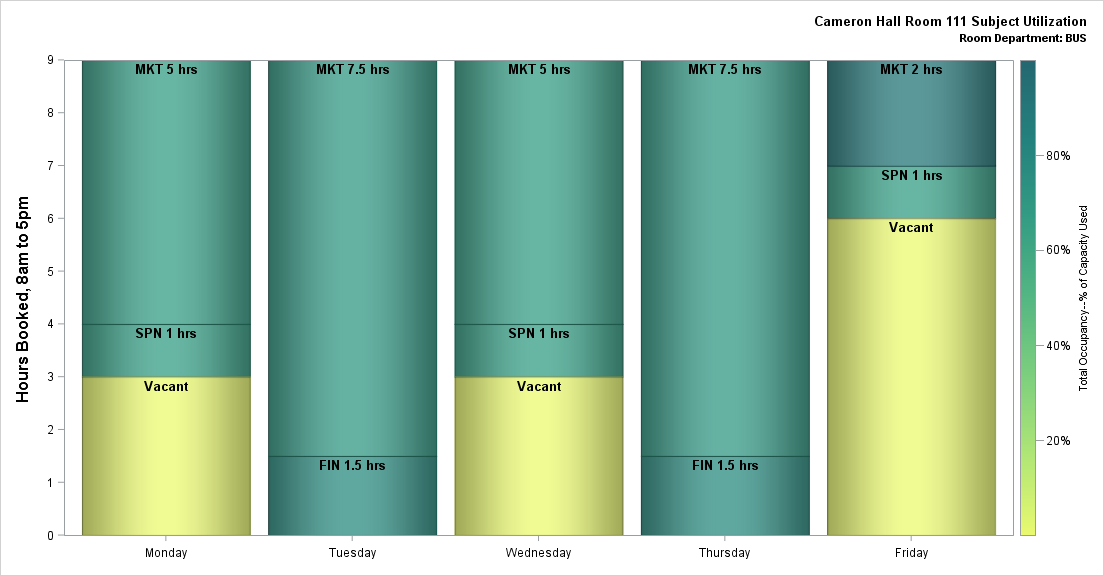 Cameron Hall Room 111 Subject Utilization
Room Department: BUS
Hours Booked, 8am to 5pm
9
8
7
6
5
4
3
2
1
0
MKT 5 hrs
SPN 1 hrs
Vacant
MKT 7.5 hrs
FIN 1.5 hrs
MKT 5 hrs
SPN 1 hrs
Vacant
MKT 7.5 hrs
FIN 1.5 hrs
MKT 2 hrs
SPN 1 hrs
Vacant
Monday
Tuesday
Wednesday
Thursday
Friday
80%
60%
40%
20%
Total Occupancy--% of Capacity Used